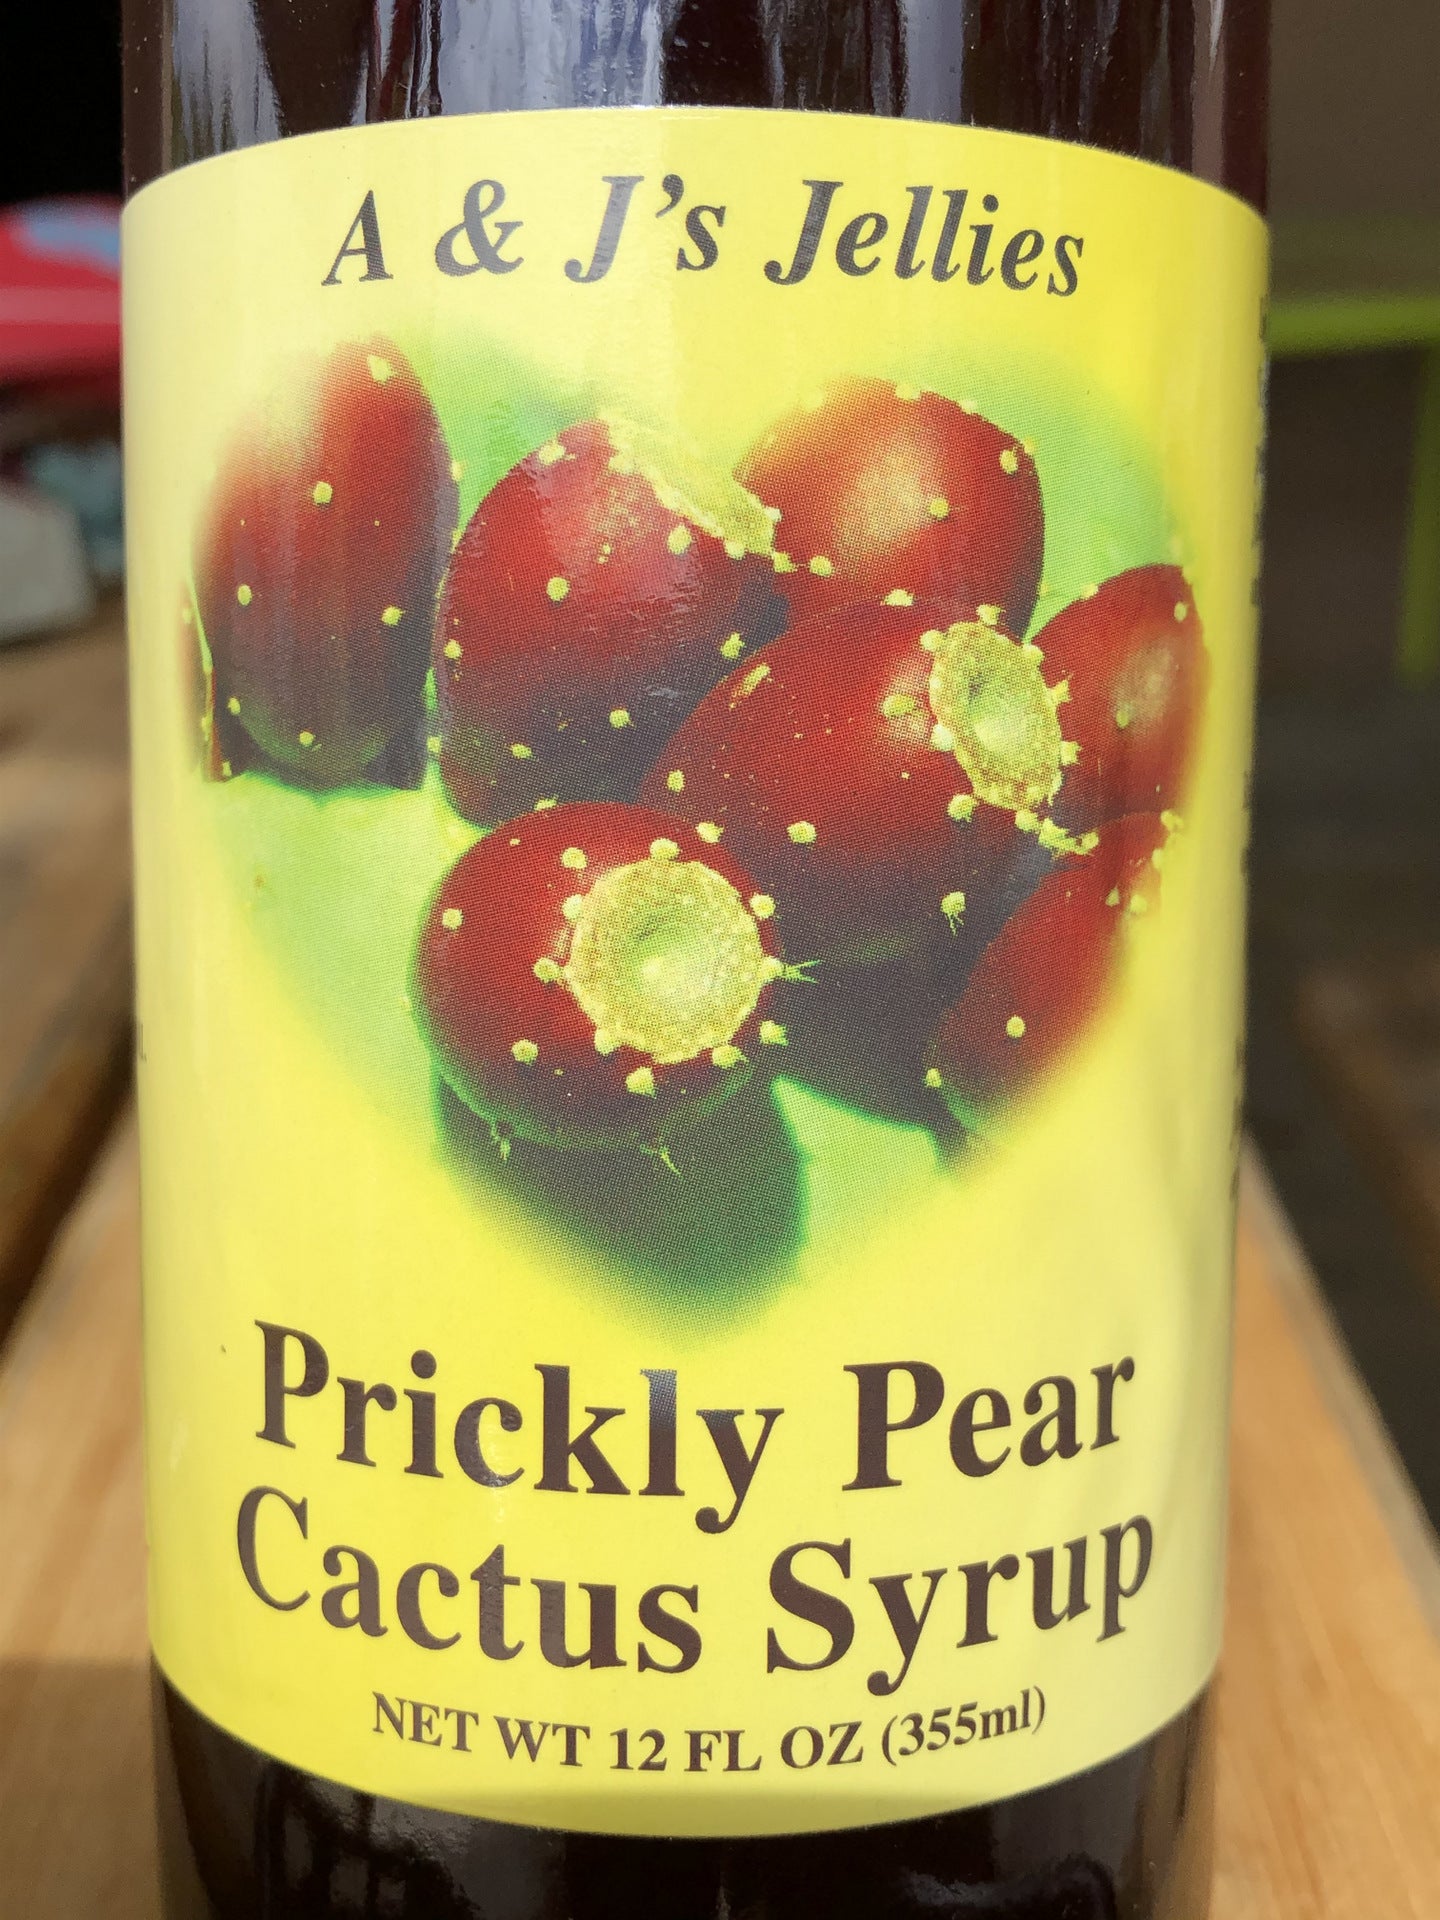 A & J's Jellies
Prickly Pear
Cactus Syrup
NET WT 12 FL OZ (355ml)